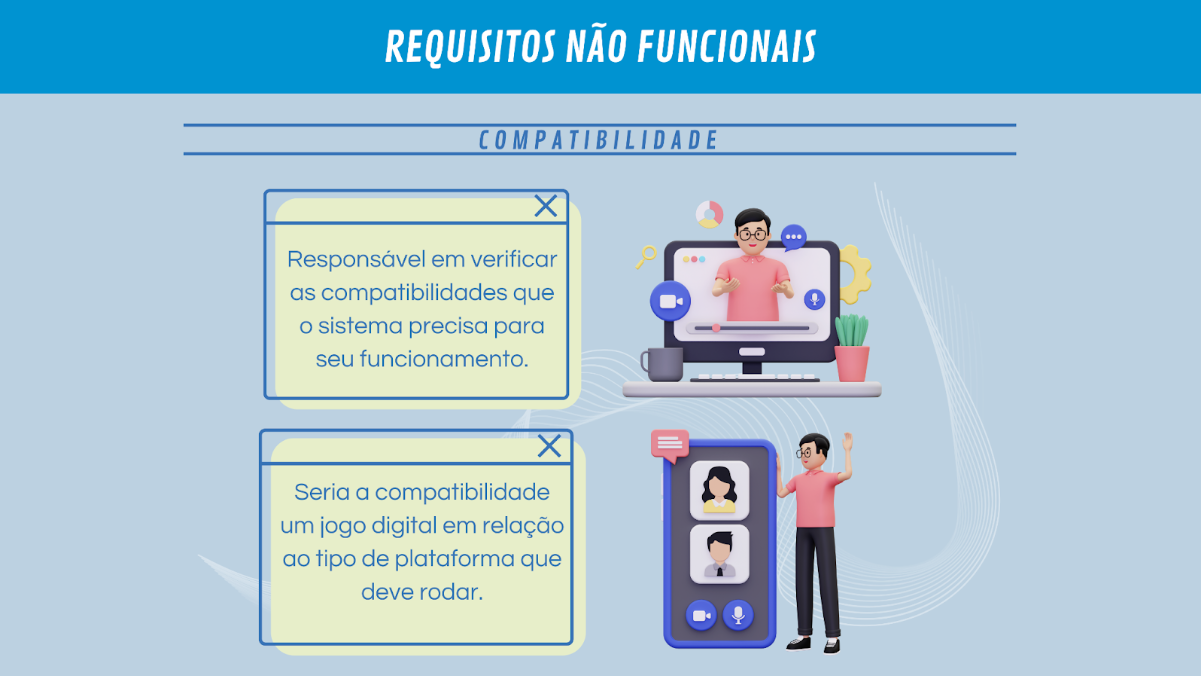 REQUISITOS NÃO FUNCIONAIS
COMPATIBILIDADE
Responsável em verificar
as compatibilidades que
o sistema precisa para
seu funcionamento.
Seria a compatibilidade
um jogo digital em relação
ao tipo de plataforma que
deve rodar.